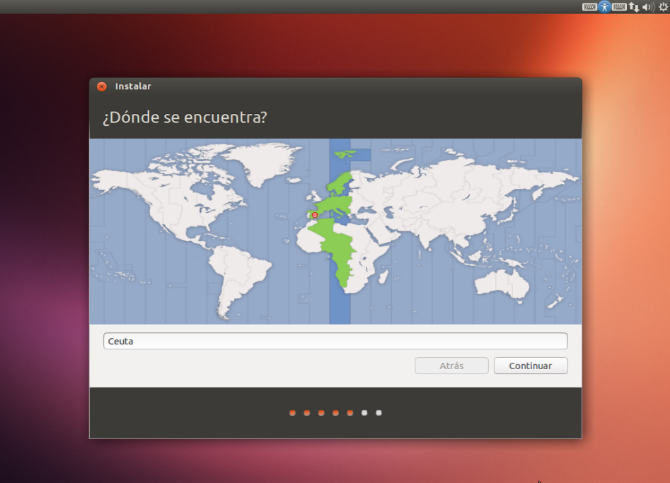 Instalar
¿Dónde se encuentra?
Ceuta
Atrás
Continuar